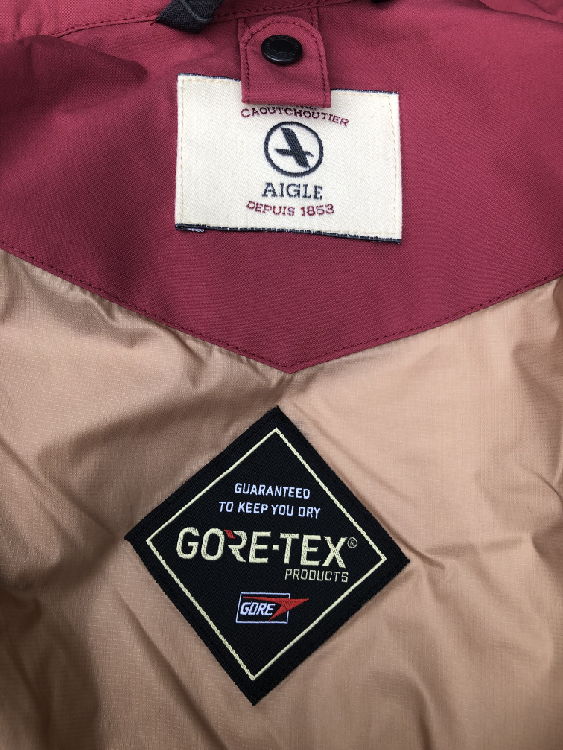 CAOUTCHOUTIER
AIGLE
DEPUIS 1853
GUARANTEED
TO KEEP YOU DRY
GORE-TEX®
PRODUCTS
GORE